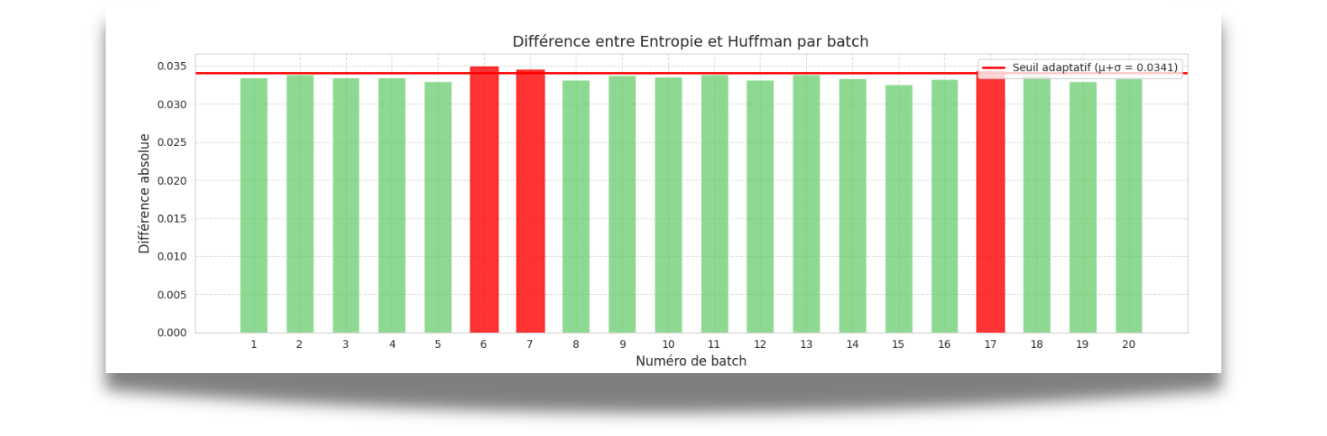 Différence entre Entropie et Huffman par batch
Seuil adaptatif (μ+σ = 0.0341)
0.035
0.030
0.025
0.020
0.015
0.010
0.005
0.000
Différence absolue
1 2 3 4 5 6 7 8 9 10 11 12 13 14 15 16 17 18 19 20
Numéro de batch